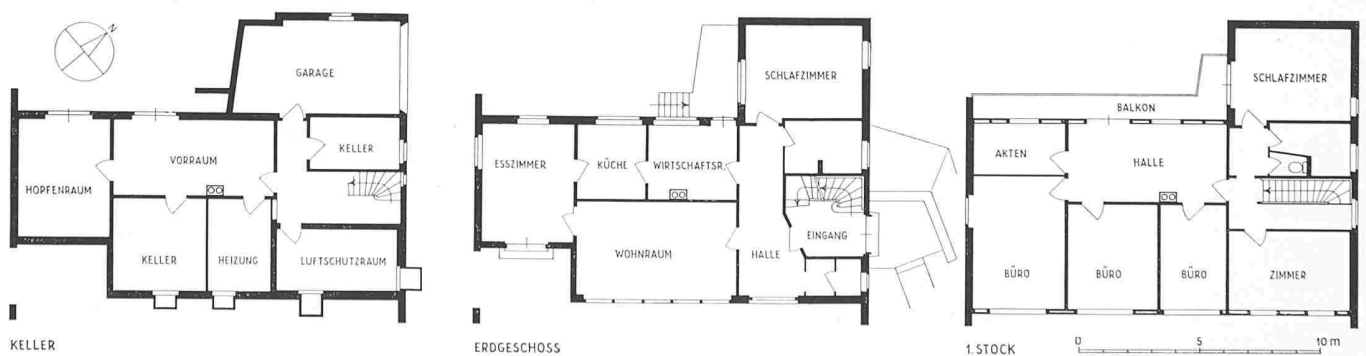 N
GARAGE
KELLER
VORRAUM
HOPFENRAUM
KELLER
HEIZUNG
LUFTSCHUTZRAUM
KELLER
SCHLAFZIMMER
ESSZIMMER
KÜCHE
WIRTSCHAFTSR.
WOHNRAUM
HALLE
EINGANG
ERDGESCHOSS
SCHLAFZIMMER
BALKON
AKTEN
HALLE
BÜRO
BÜRO
BÜRO
ZIMMER
1. STOCK
0 5 10 m